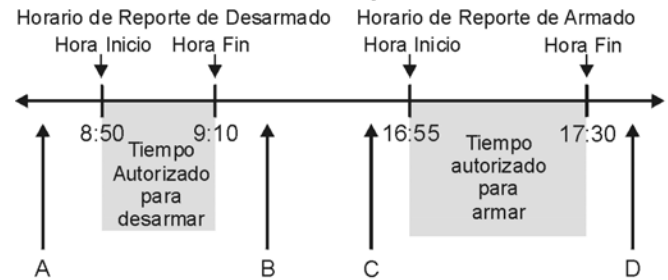 Horario de Reporte de Desarmado Horario de Reporte de Armado
Hora Inicio Hora Fin Hora Inicio Hora Fin
8:50 9:10 16:55 17:30
Tiempo
Autorizado
para
desarmar
Tiempo
autorizado
para
armar
A B C D